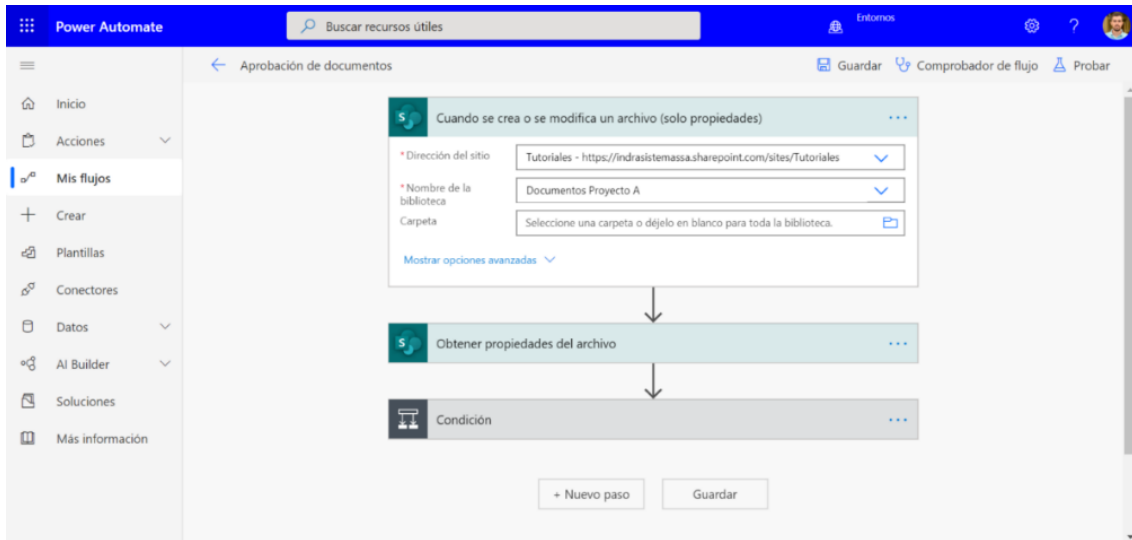 Power Automate
Buscar recursos útiles
Entornos
?
Aprobación de documentos
Guardar
Comprobador de flujo
Probar
Inicio
Acciones
Mis flujos
Crear
Plantillas
Conectores
Datos
AI Builder
Soluciones
Más información
S
Cuando se crea o se modifica un archivo (solo propiedades)
* Dirección del sitio
Tutoriales - https://indrasistemassa.sharepoint.com/sites/Tutoriales
* Nombre de la
biblioteca
Documentos Proyecto A
Carpeta
Seleccione una carpeta o déjelo en blanco para toda la biblioteca.
Mostrar opciones avanzadas
S
Obtener propiedades del archivo
Condición
+ Nuevo paso
Guardar